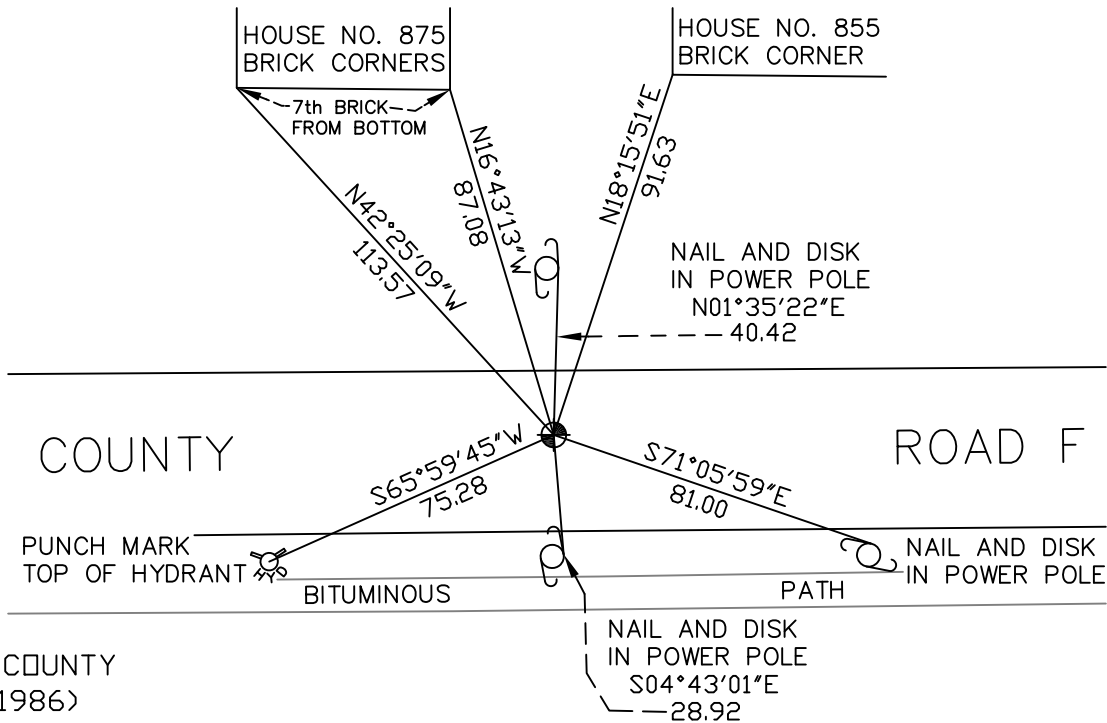 HOUSE NO. 875
BRICK CORNERS
HOUSE NO. 855
BRICK CORNER
7th BRICK
FROM BOTTOM
N42°25'09"W
113.57
N16°43'13"W
87.08
N18°15'51"E
91.63
NAIL AND DISK
IN POWER POLE
N01°35'22"E
40.42
COUNTY
ROAD F
S65°59'45"W
75.28
S71°05'59"E
81.00
PUNCH MARK
TOP OF HYDRANT
HYD
NAIL AND DISK
IN POWER POLE
BITUMINOUS
PATH
NAIL AND DISK
IN POWER POLE
S04°43'01"E
28.92
COUNTY
1986)